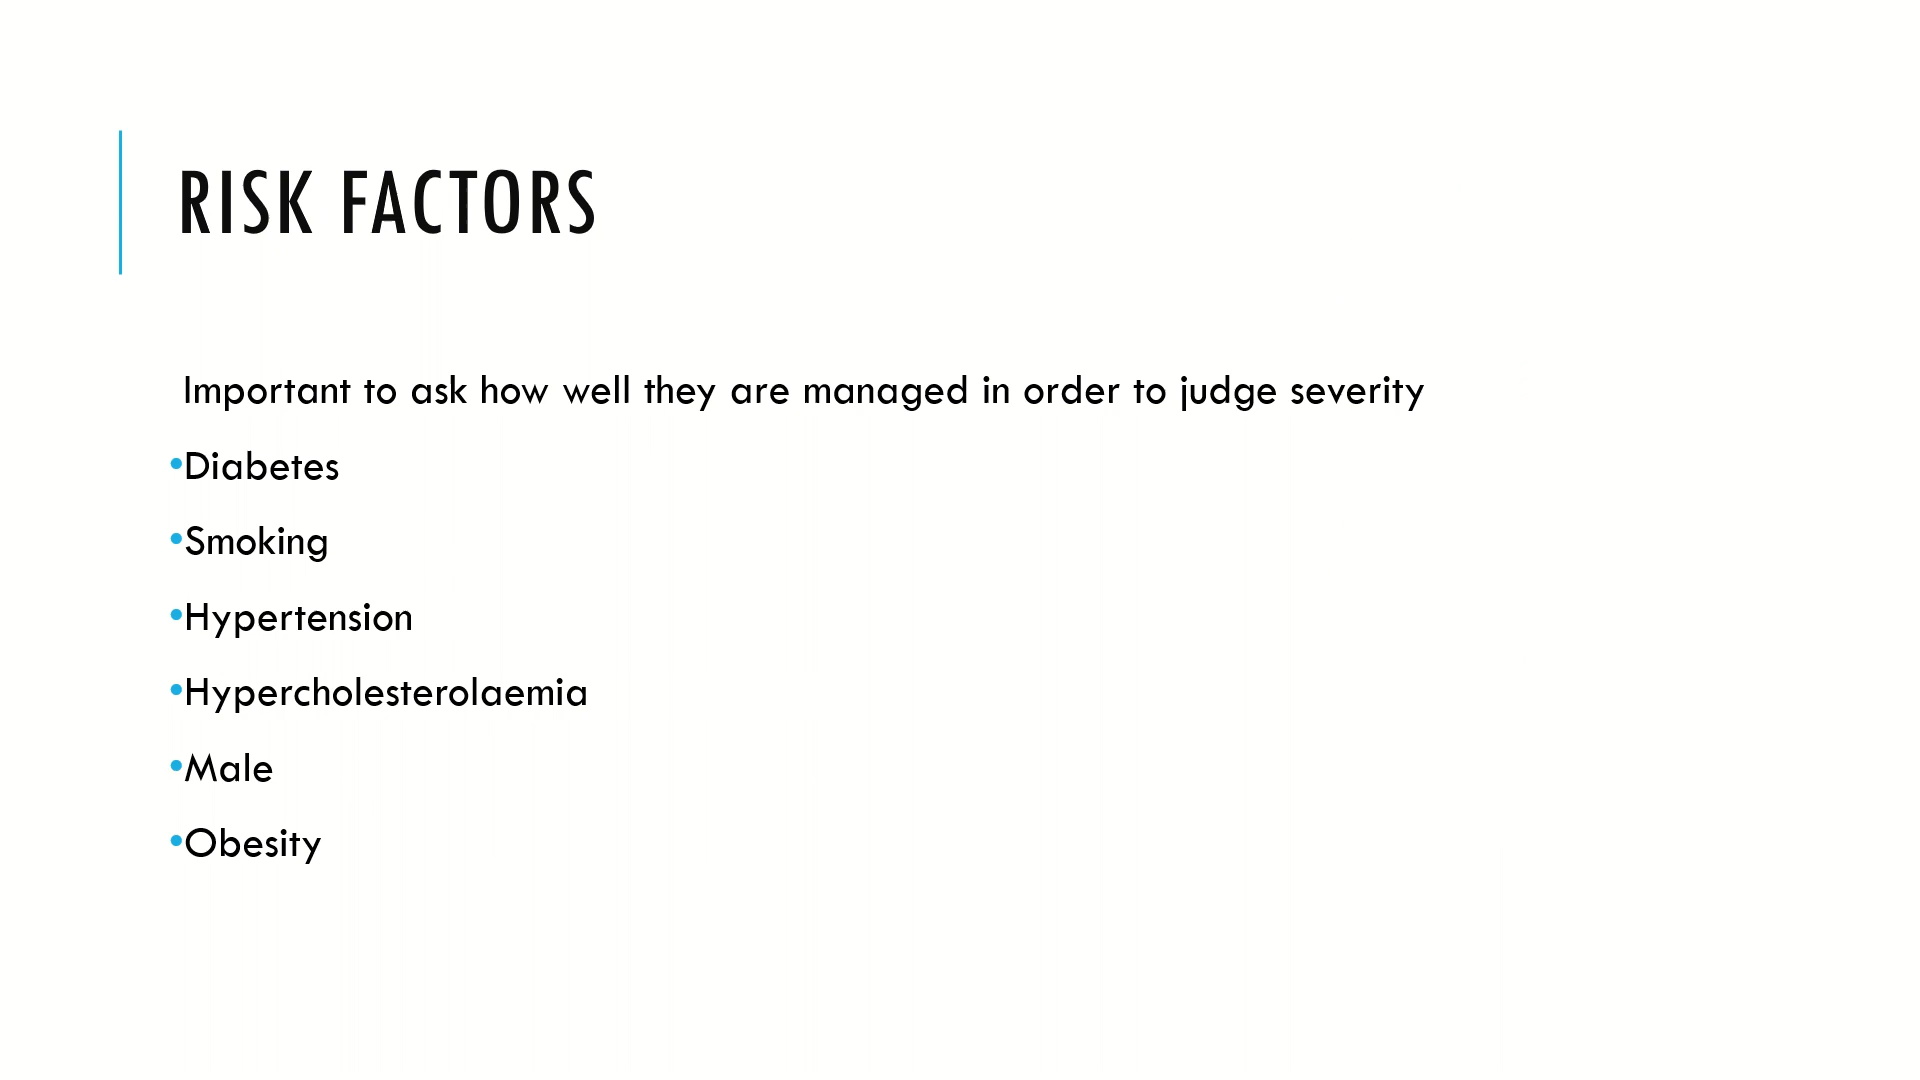 RISK FACTORS
Important to ask how well they are managed in order to judge severity
•Diabetes
•Smoking
•Hypertension
•Hypercholesterolaemia
•Male
•Obesity